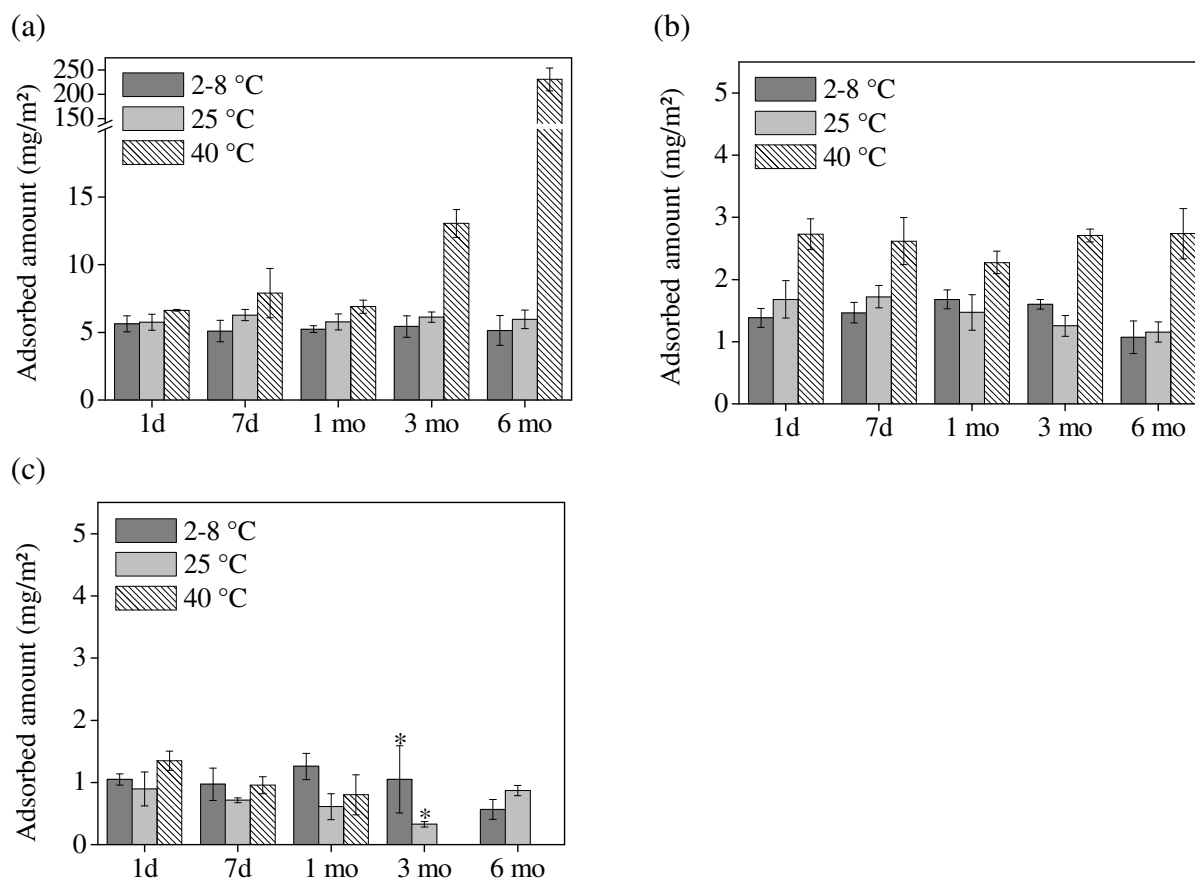 (a)
Adsorbed amount (mg/m²)
250
200
150
15
10
5
0
2-8 °C
25 °C
40 °C
1d 7d 1 mo 3 mo 6 mo
(b)
Adsorbed amount (mg/m²)
5
4
3
2
1
0
2-8 °C
25 °C
40 °C
1d 7d 1 mo 3 mo 6 mo
(c)
Adsorbed amount (mg/m²)
5
4
3
2
1
0
2-8 °C
25 °C
40 °C
*
*
1d 7d 1 mo 3 mo 6 mo